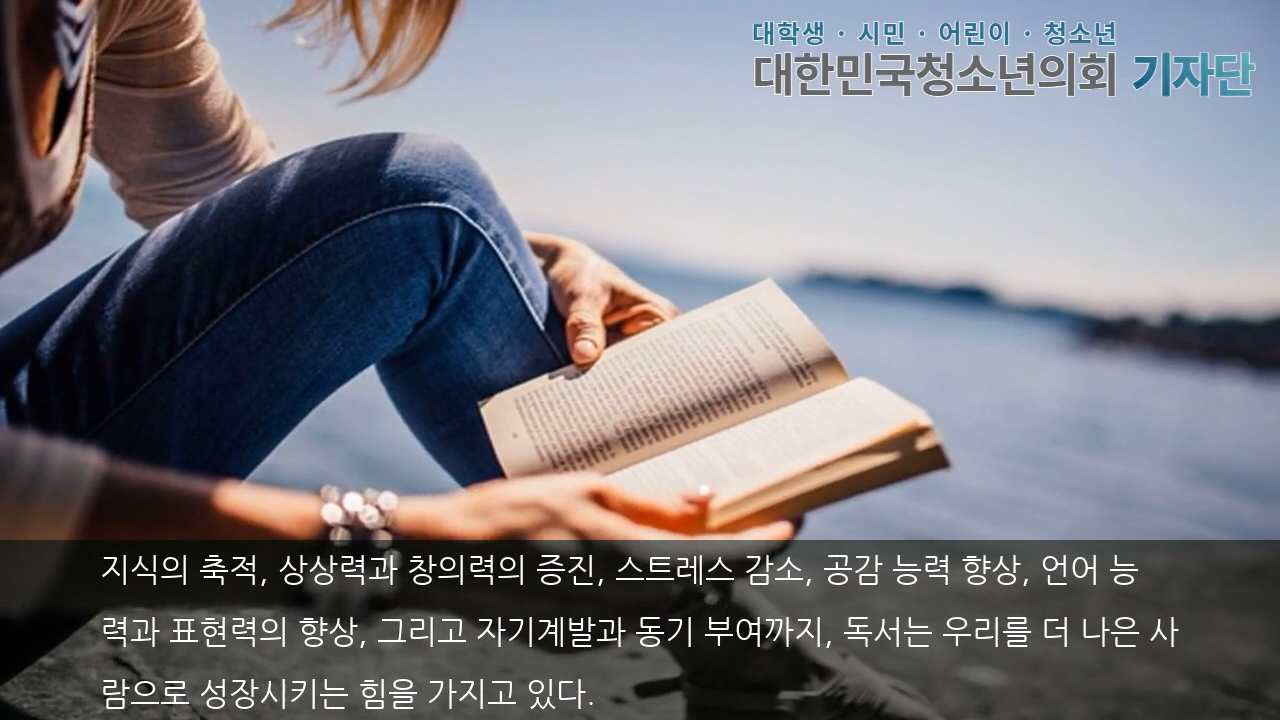 대학생 · 시민 · 어린이 · 청소년
대한민국청소년의회 기자단
지식의 축적, 상상력과 창의력의 증진, 스트레스 감소, 공감 능력 향상, 언어 능
력과 표현력의 향상, 그리고 자기계발과 동기 부여까지, 독서는 우리를 더 나은 사
람으로 성장시키는 힘을 가지고 있다.